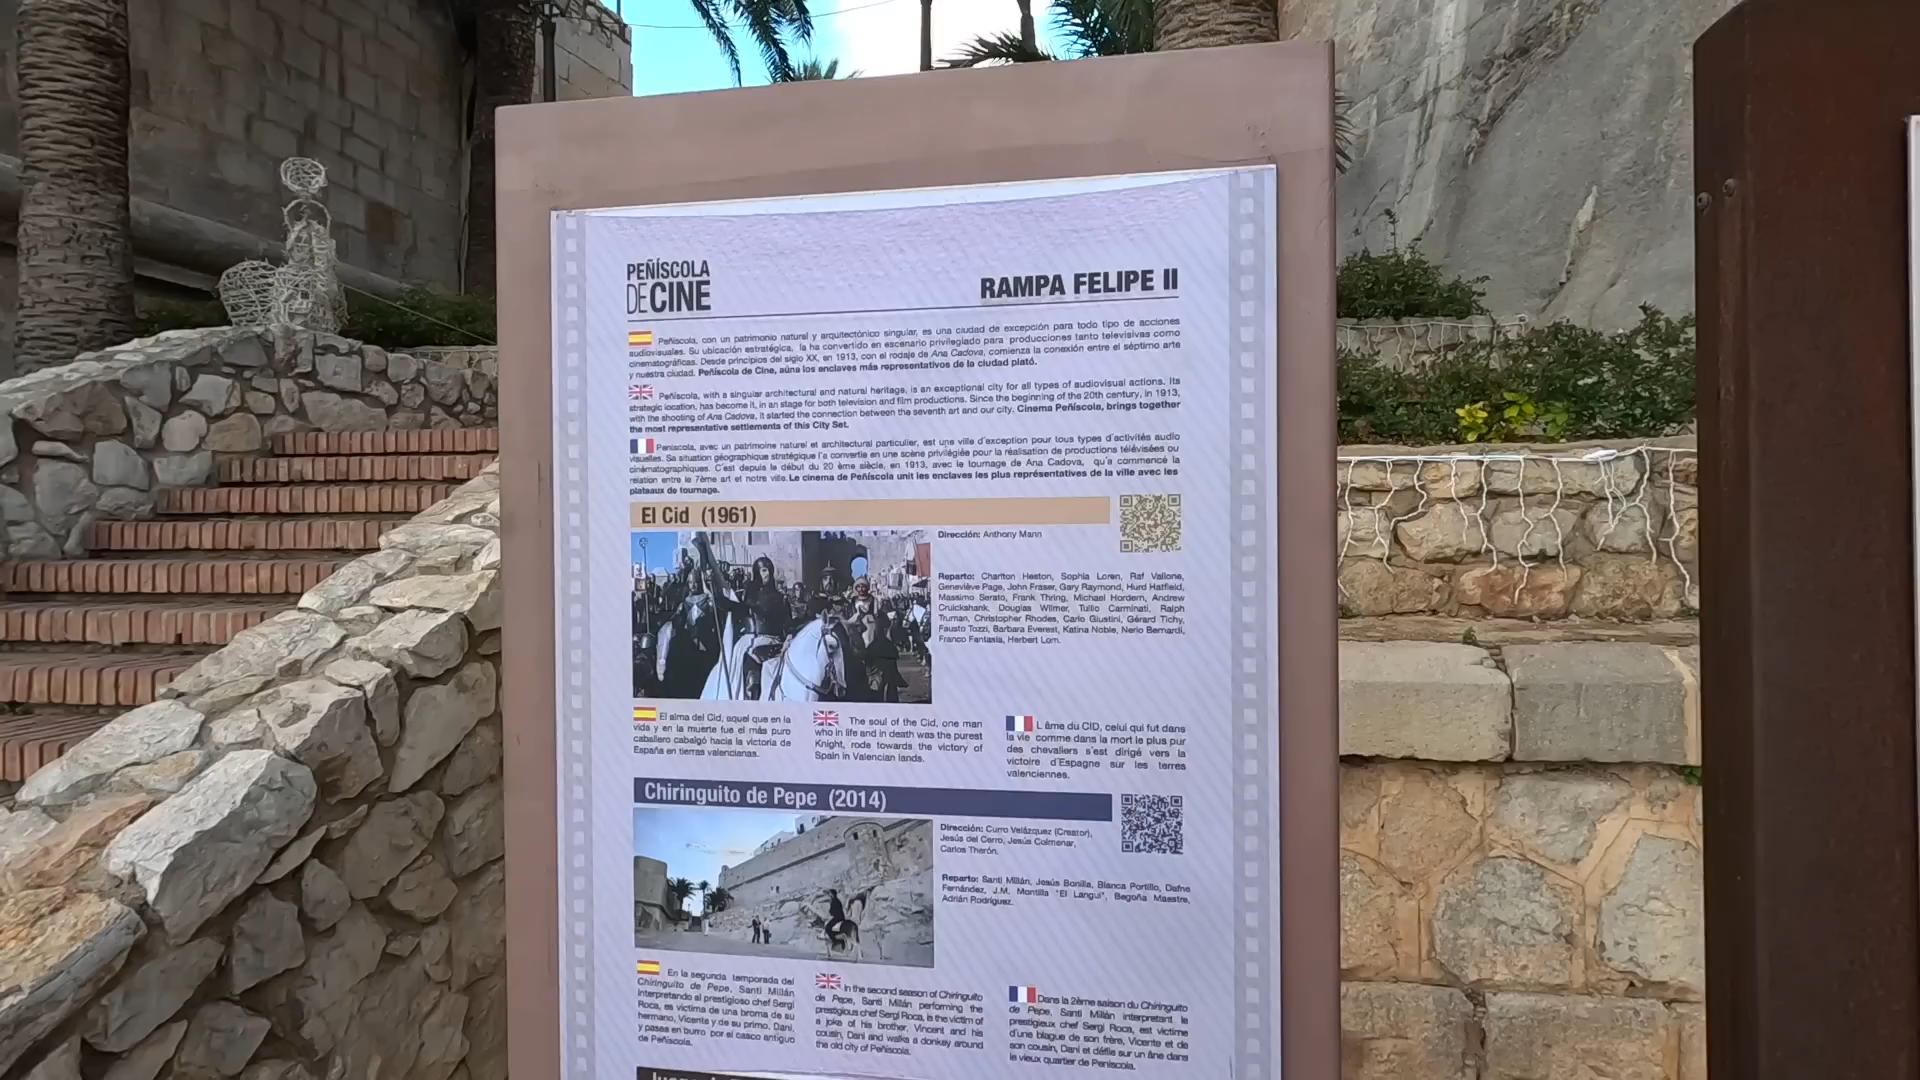 PEÑÍSCOLA
DE CINE
RAMPA FELIPE II
Peñíscola, con un patrimonio natural y arquitectónico singular, es una ciudad de excepción para todo tipo de acciones
audiovisuales. Su ubicación estratégica, la ha convertido en escenario privilegiado para producciones tanto televisivas como
cinematográficas. Desde principios del siglo XX, en 1913, con el rodaje de Ana Cadova, comienza la conexión entre el séptimo arte
y nuestra ciudad. Peñíscola de Cine, aúna los enclaves más representativos de la ciudad plató.
Peñíscola, with a singular architectural and natural heritage, is an exceptional city for all types of audiovisual actions. Its
strategic location, has become it, in an stage for both television and film productions. Since the beginning of the 20th century, in 1913,
with the shooting of Ana Cadova, it started the connection between the seventh art and our city. Cinema Peñíscola, brings together
the most representative settlements of this City Set.
Peniscola, avec un patrimoine naturel et architectural particulier, est une ville d'exception pour tous types d'activités audio
visuelles. Sa situation géographique stratégique l'a convertie en une scène privilégiée pour la réalisation de productions télévisées ou
cinématographiques. C'est depuis le début du 20 ème siècle, en 1913, avec le tournage de Ana Cadova, qu'a commencé la
relation entre le 7ème art et notre ville. Le cinema de Peñíscola unit les enclaves les plus représentatives de la ville avec les
plateaux de tournage.
El Cid (1961)
Dirección: Anthony Mann
Reparto: Charlton Heston, Sophia Loren, Raf Vallone,
Geneviève Page, John Fraser, Gary Raymond, Hurd Hatfield,
Massimo Serato, Frank Thring, Michael Hordern, Andrew
Cruickshank, Douglas Wilmer, Tullio Carminati, Ralph
Truman, Christopher Rhodes, Carlo Giustini, Gérard Tichy,
Fausto Tozzi, Barbara Everest, Katina Noble, Nerio Bernardi,
Franco Fantasia, Herbert Lom.
El alma del Cid, aquel que en la
vida y en la muerte fue el más puro
caballero cabalgó hacia la victoria de
España en tierras valencianas.
The soul of the Cid, one man
who in life and in death was the purest
Knight, rode towards the victory of
Spain in Valencian lands.
L âme du CID, celui qui fut dans
la vie comme dans la mort le plus pur
des chevaliers s'est dirigé vers la
victoire d'Espagne sur les terres
valenciennes.
Chiringuito de Pepe (2014)
Dirección: Curro Velázquez (Creator),
Jesús del Cerro, Jesús Colmenar,
Carlos Therón.
Reparto: Santi Millán, Jesús Bonilla, Blanca Portillo, Dafne
Fernández, J.M. Montilla "El Langui", Begoña Maestre,
Adrián Rodríguez.
En la segunda temporada del
Chiringuito de Pepe, Santi Millán
interpretando al prestigioso chef Sergi
Roca, es víctima de una broma de su
hermano, Vicente y de su primo, Dani,
y pasea en burro por el casco antiguo
de Peñíscola.
In the second season of Chiringuito
de Pepe, Santi Millán performing the
prestigious chef Sergi Roca, is the victim of
a joke of his brother, Vincent and his
cousin, Dani and walks a donkey around
the old city of Peñíscola.
Dans la 2ème saison du Chiringuito
de Pepe, Santi Millán interpretant le
prestigieux chef Sergi Roca, est victime
d'une blague de son frère, Vicente et de
son cousin, Dani et défile sur un âne dans
le vieux quartier de Peniscola.